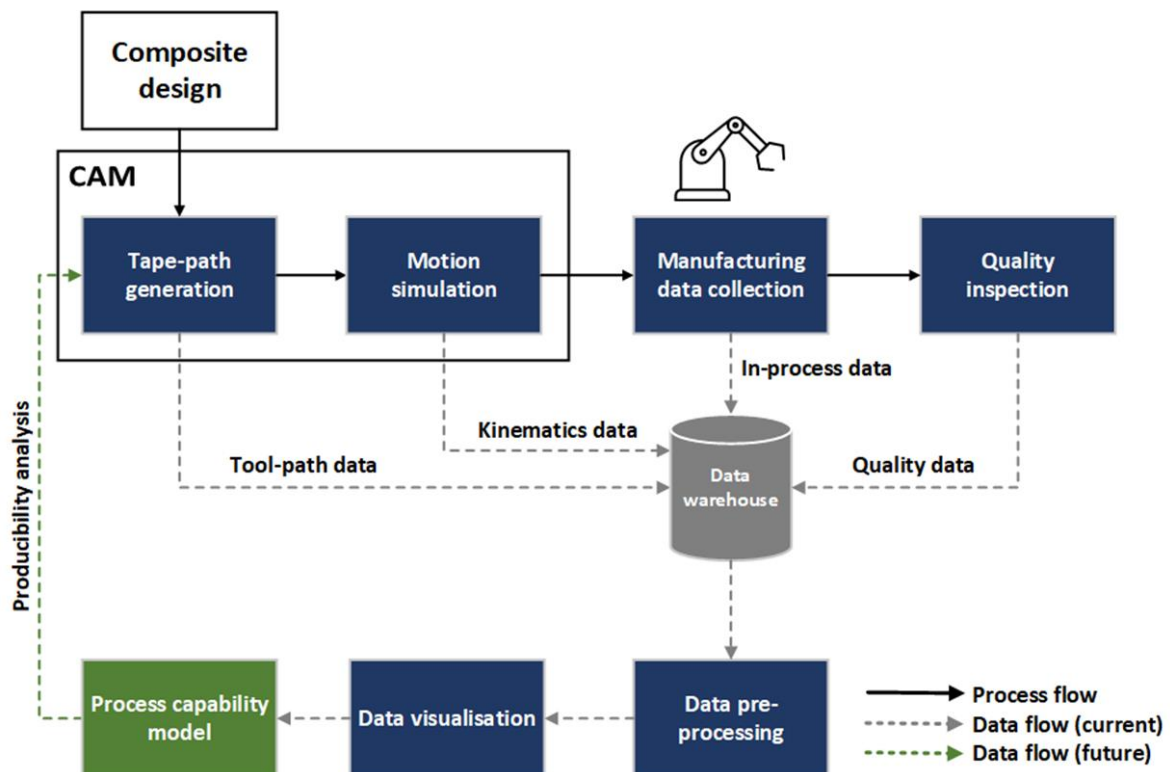 Composite
design
CAM
Tape-path
generation
Motion
simulation
Manufacturing
data collection
Quality
inspection
In-process data
Kinematics data
Tool-path data
Quality data
Data
warehouse
Producibility analysis
Process capability
model
Data visualisation
Data pre-
processing
Process flow
Data flow (current)
Data flow (future)